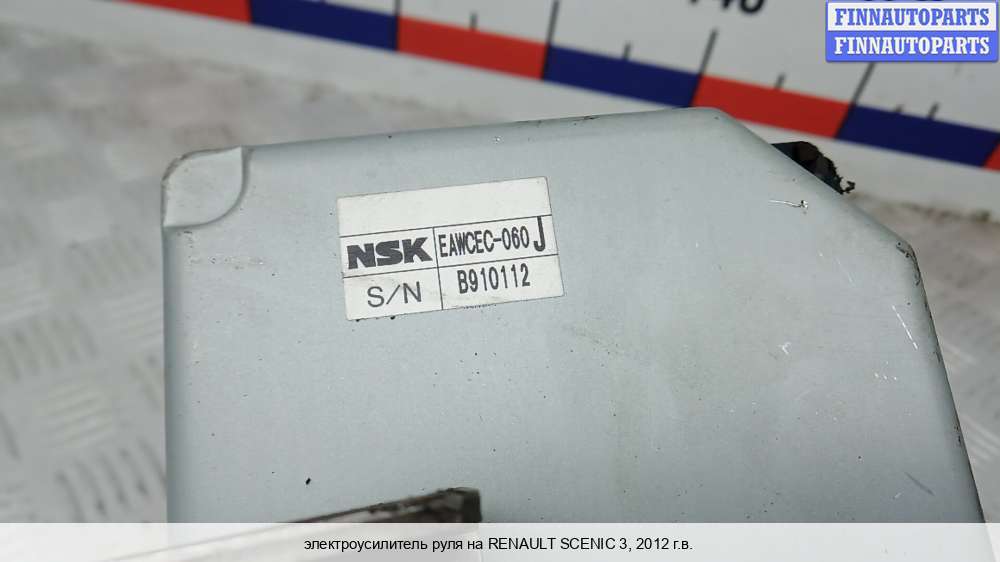 FINNAUTOPARTS
FINNAUTOPARTS
NSK EAWCEC-060 J
S/N B910112
электроусилитель руля на RENAULT SCENIC 3, 2012 г.в.